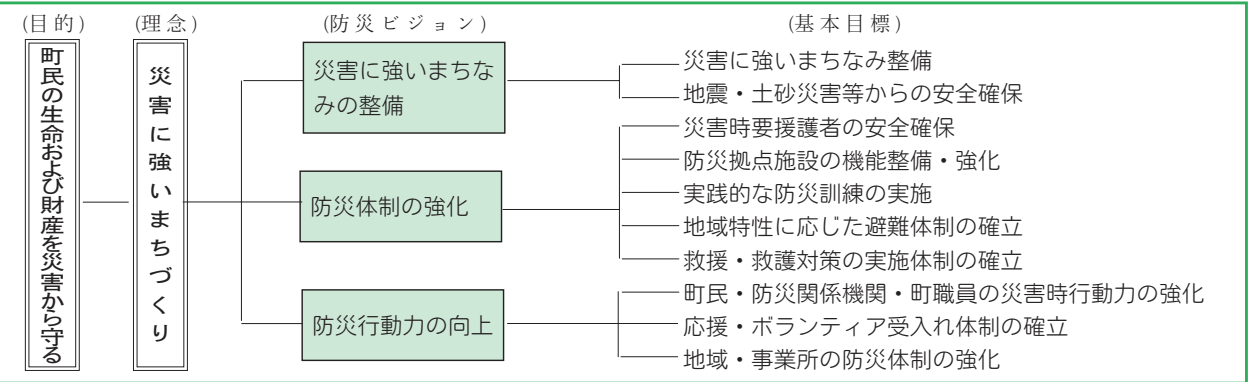 (目的)
(理念)
(防災ビジョン)
(基本目標)
町民の生命および財産を災害から守る
災害に強いまちづくり
災害に強いまちな
みの整備
防災体制の強化
防災行動力の向上
災害に強いまちなみ整備
地震・土砂災害等からの安全確保
災害時要援護者の安全確保
防災拠点施設の機能整備・強化
実践的な防災訓練の実施
地域特性に応じた避難体制の確立
救援・救護対策の実施体制の確立
町民・防災関係機関・町職員の災害時行動力の強化
応援・ボランティア受入れ体制の確立
地域・事業所の防災体制の強化